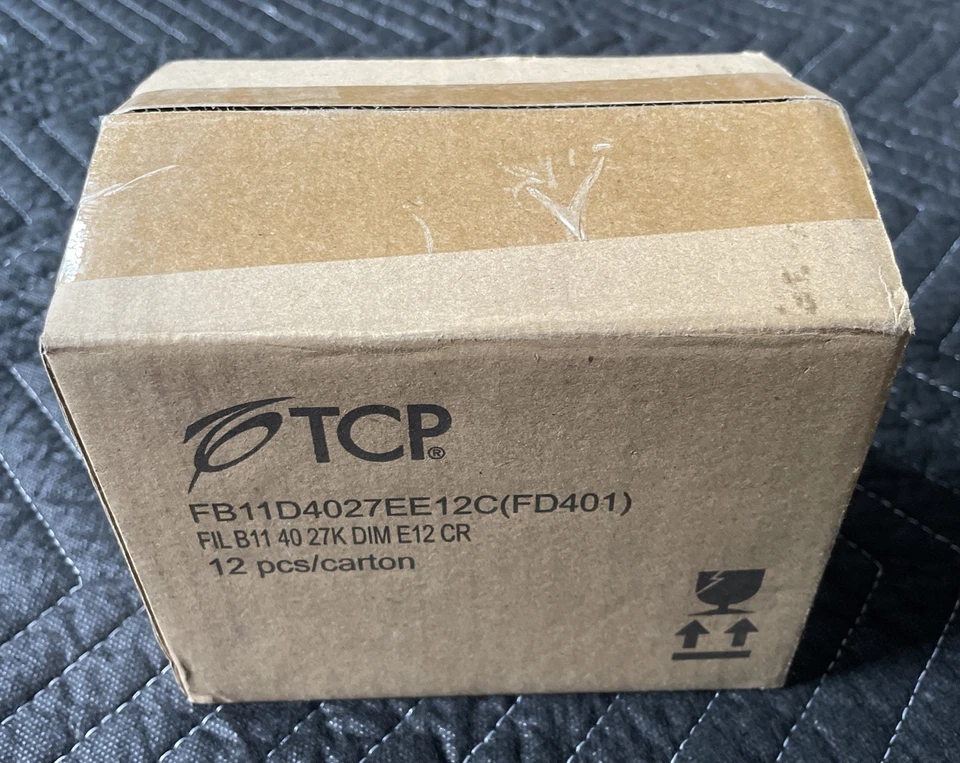 TCP®
FB11D4027EE12C(FD401)
FIL B11 40 27K DIM E12 CR
12 pcs/carton